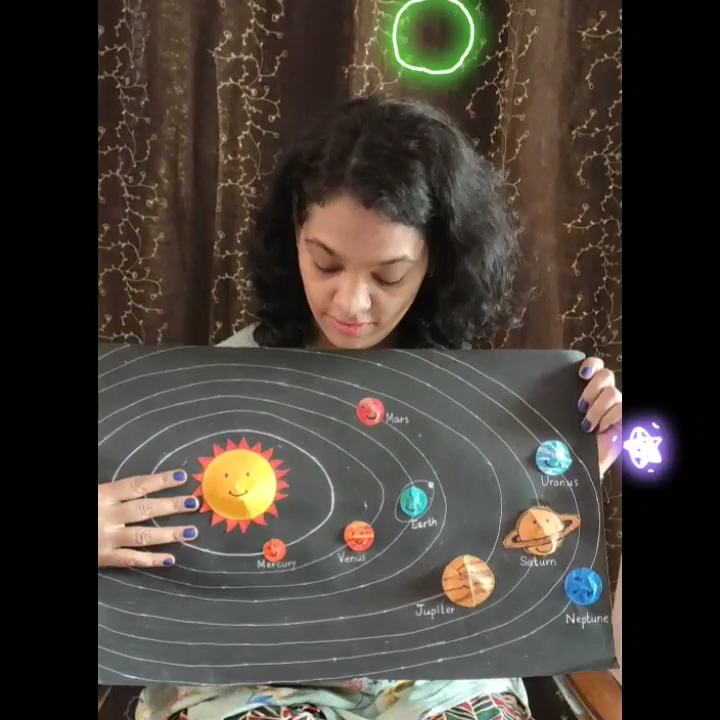 Mars
Uranus
Earth
Venus
Mercury
Saturn
Jupiter
Neptune